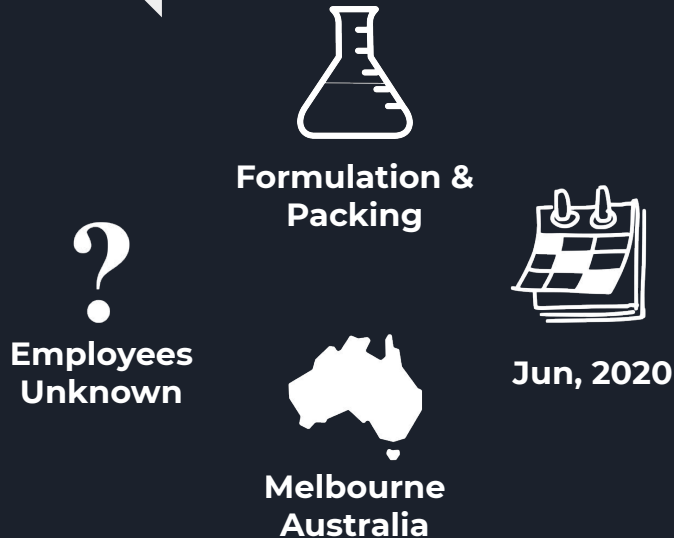 Formulation &
Packing
?
Employees
Unknown
Jun, 2020
Melbourne
Australia